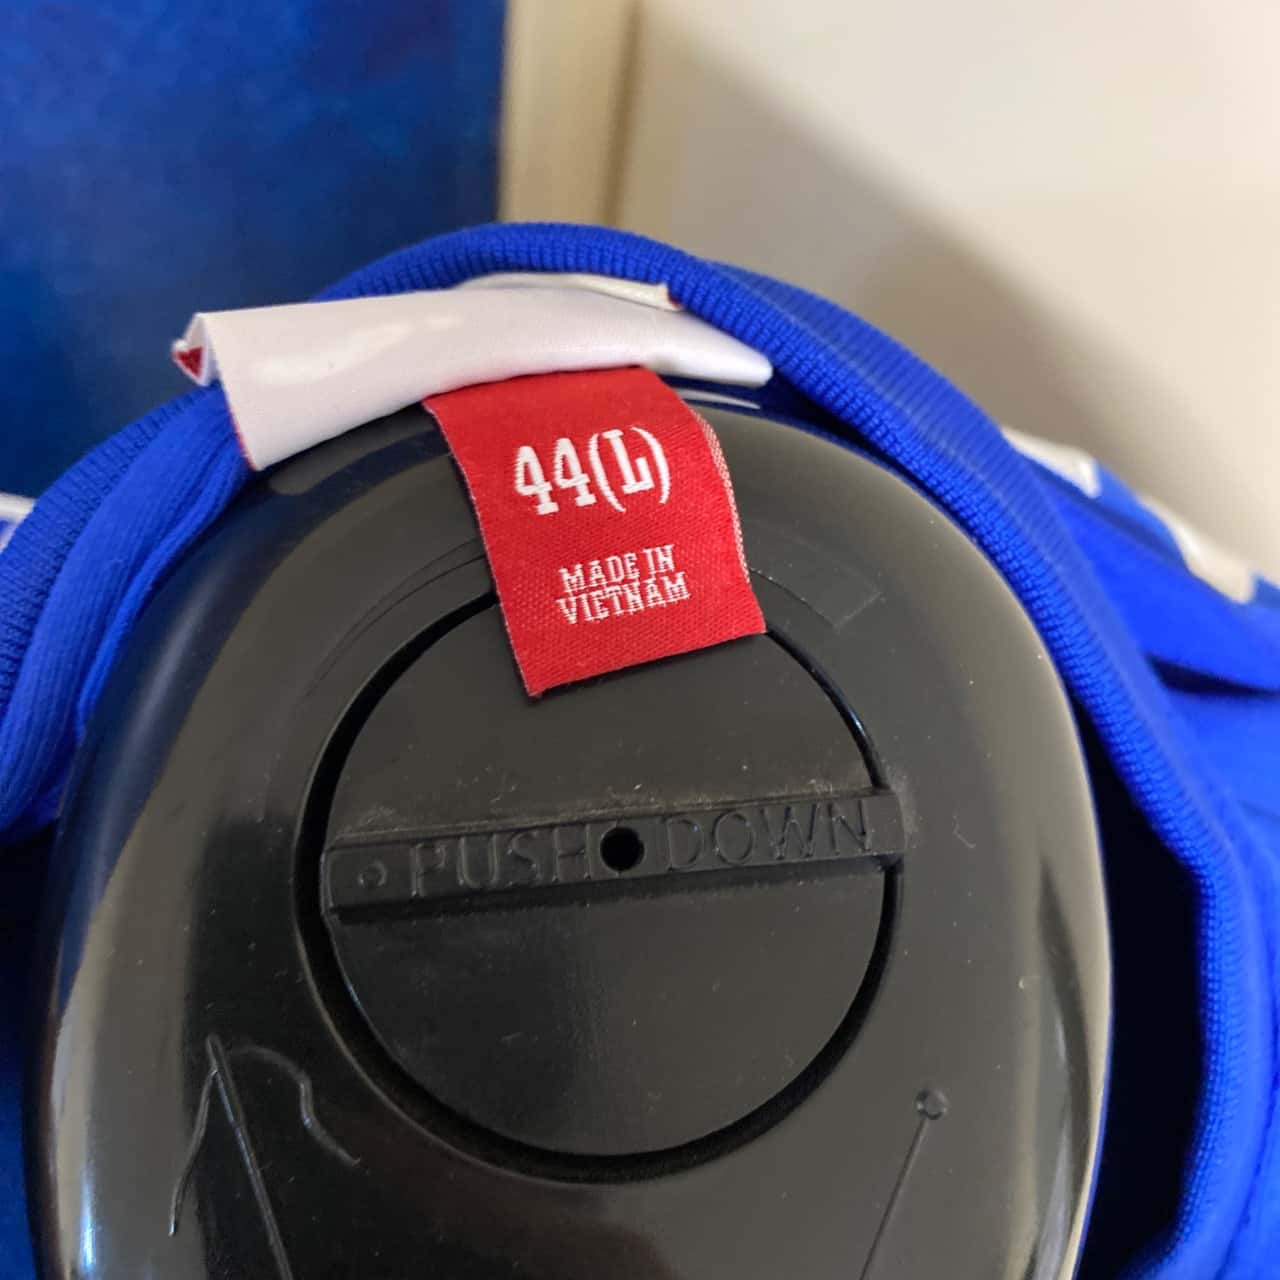 44(L)
MADE IN
VIETNAM
PUSH DOWN